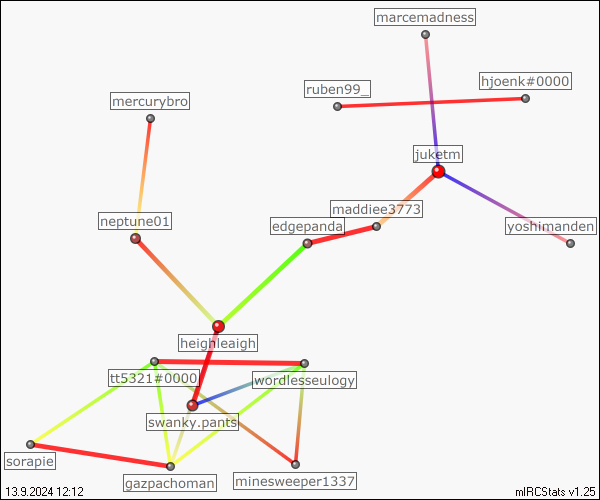 marcemadness
hjoenk#0000
ruben99_
mercurybro
juketm
maddiee3773
neptune01
edgepanda
yoshimanden
heighleaigh
tt5321#0000
wordlesseulogy
swanky.pants
sorapie
gazpachoman
minesweeper1337
13.9.2024 12:12
mIRCStats v1.25